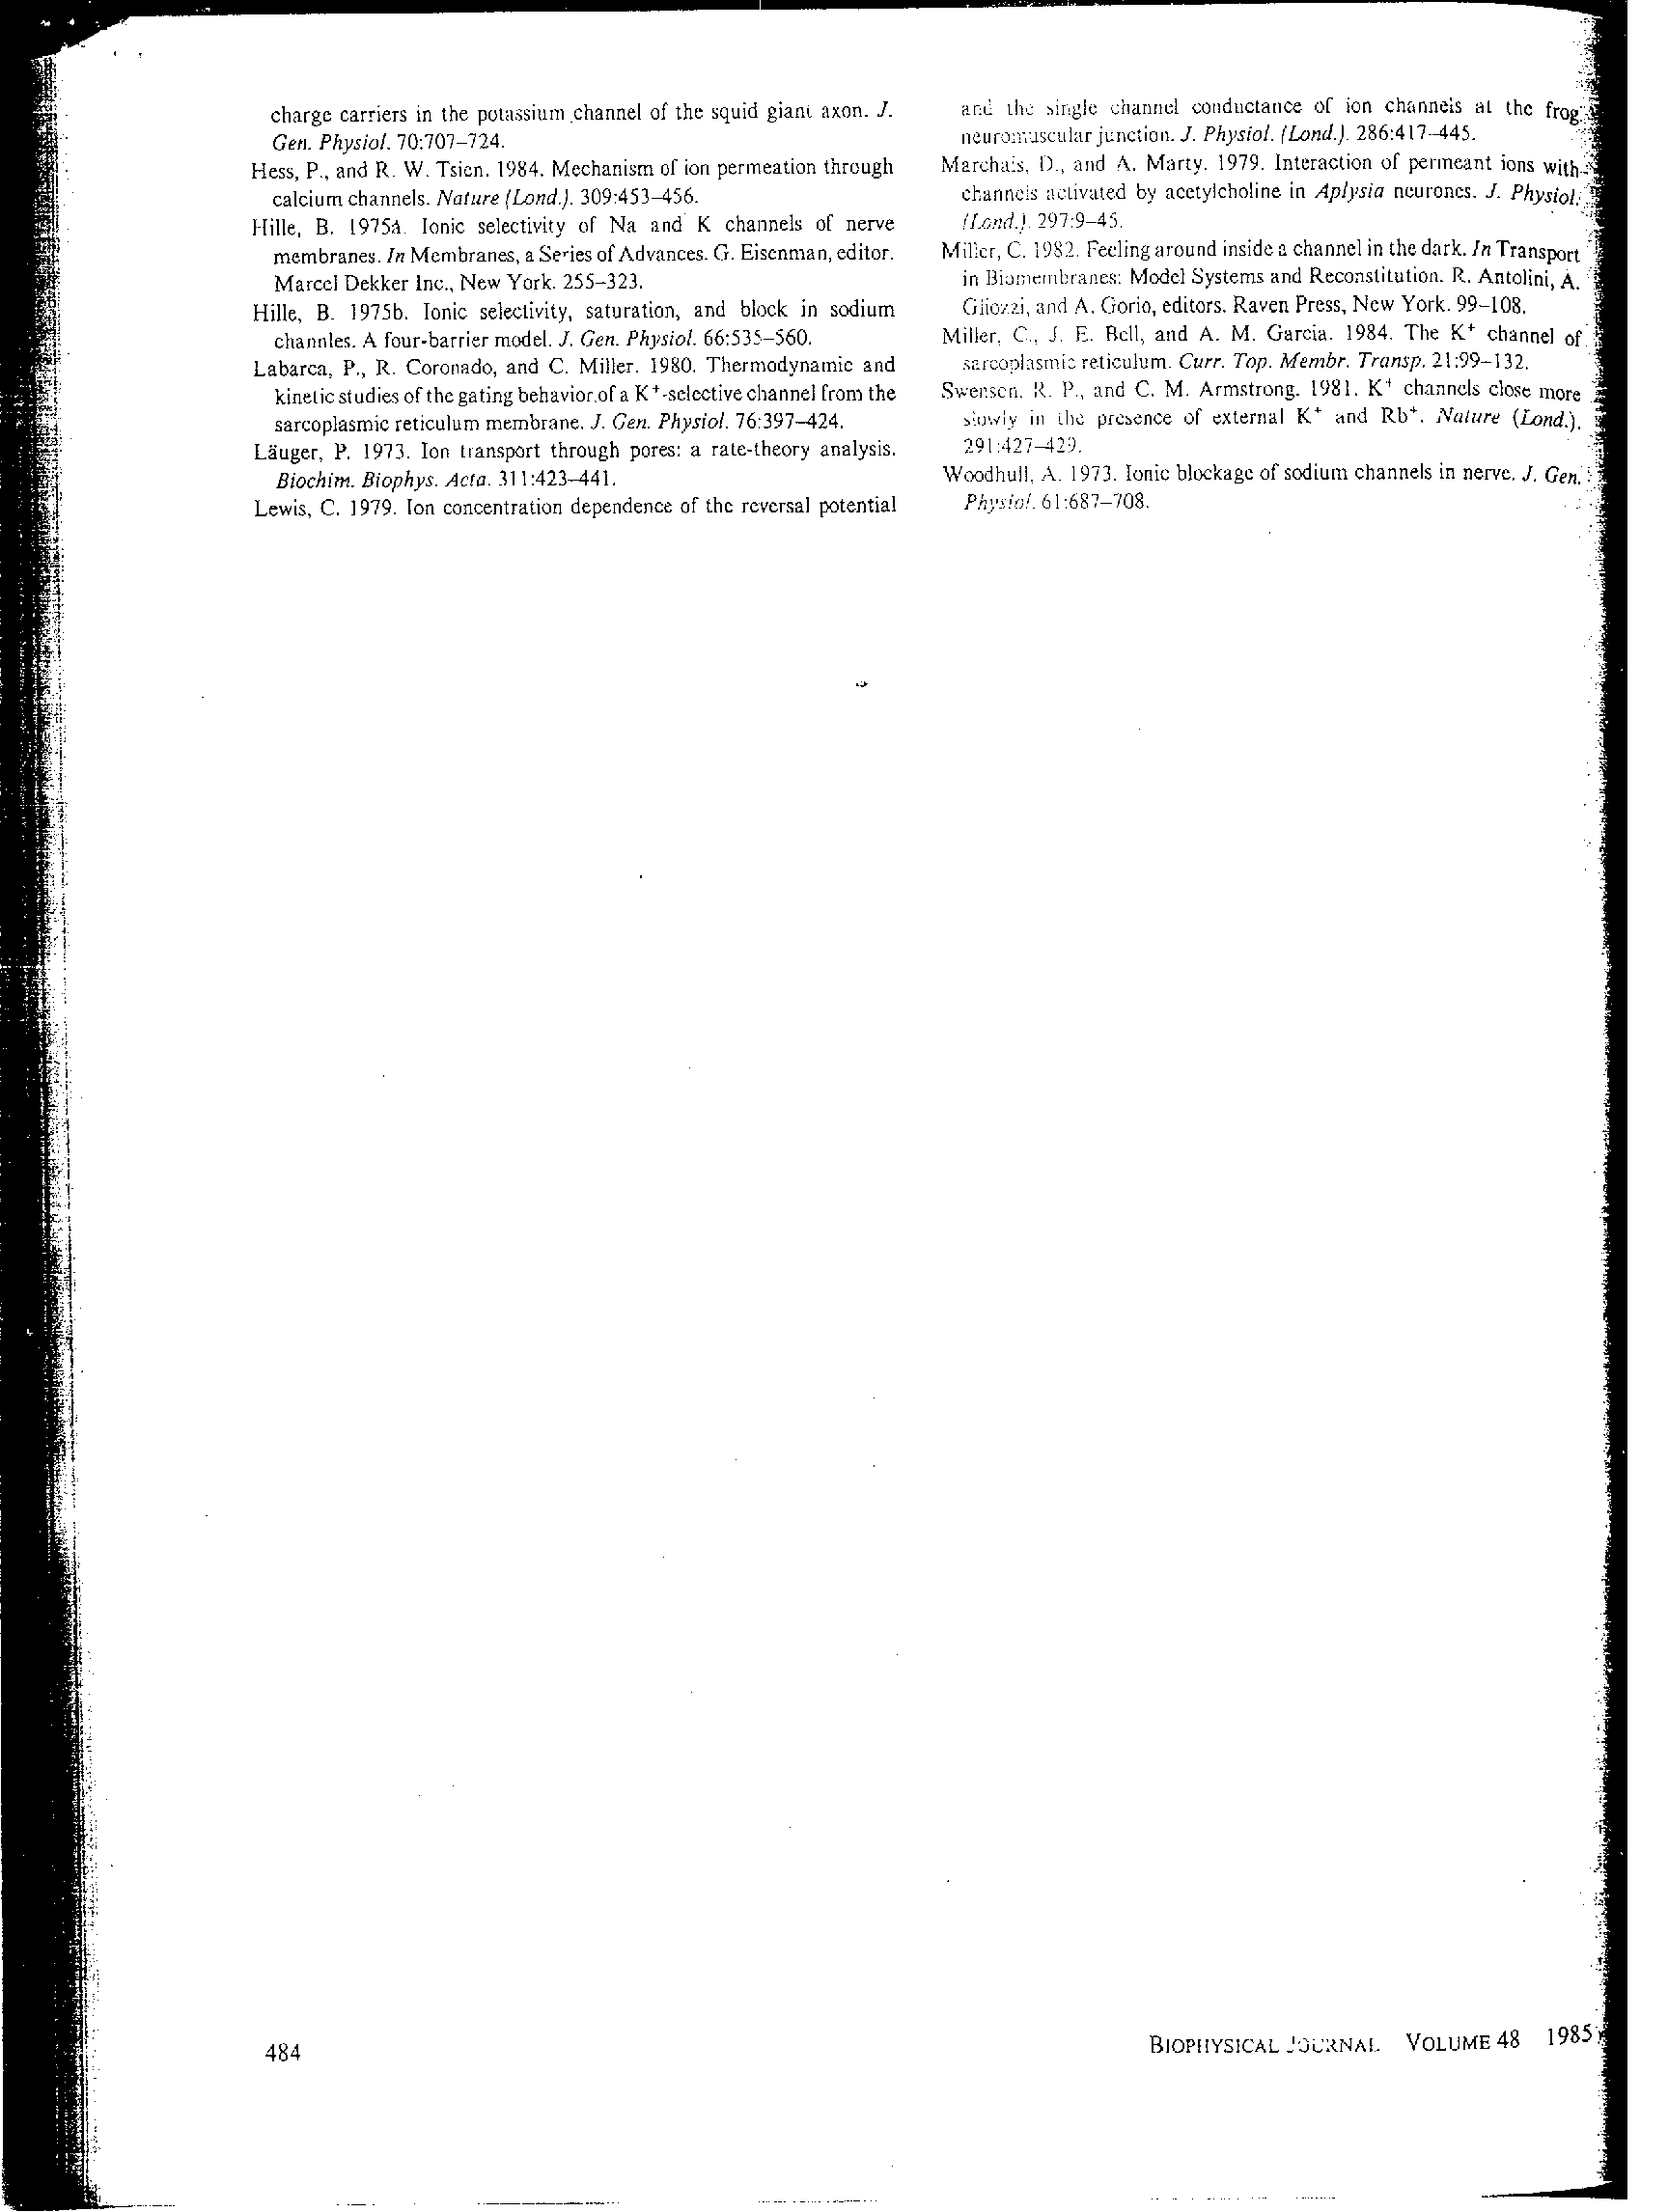 charge carriers in the potassium channel of the squid giant axon. J.
Gen. Physiol. 70:707–724.
Hess, P., and R. W. Tsien. 1984. Mechanism of ion permeation through
calcium channels. Nature (Lond.). 309:453–456.
Hille, B. 1975a. Ionic selectivity of Na and K channels of nerve
membranes. In Membranes, a Series of Advances. G. Eisenman, editor.
Marcel Dekker Inc., New York. 255–323.
Hille, B. 1975b. Ionic selectivity, saturation, and block in sodium
channles. A four-barrier model. J. Gen. Physiol. 66:535–560.
Labarca, P., R. Coronado, and C. Miller. 1980. Thermodynamic and
kinetic studies of the gating behavior of a K⁺-selective channel from the
sarcoplasmic reticulum membrane. J. Gen. Physiol. 76:397–424.
Läuger, P. 1973. Ion transport through pores: a rate-theory analysis.
Biochim. Biophys. Acta. 311:423–441.
Lewis, C. 1979. Ion concentration dependence of the reversal potential
and the single channel conductance of ion channels at the frog
neuromuscular junction. J. Physiol. (Lond.). 286:417–445.
Marchais, D., and A. Marty. 1979. Interaction of permeant ions with
channels activated by acetylcholine in Aplysia neurones. J. Physiol.
(Lond.). 297:9–45.
Miller, C. 1982. Feeling around inside a channel in the dark. In Transport
in Biomembranes: Model Systems and Reconstitution. R. Antolini, A.
Gliozzi, and A. Gorio, editors. Raven Press, New York. 99–108.
Miller, C., J. E. Bell, and A. M. Garcia. 1984. The K⁺ channel of
sarcoplasmic reticulum. Curr. Top. Membr. Transp. 21:99–132.
Swenson, R. P., and C. M. Armstrong. 1981. K⁺ channels close more
slowly in the presence of external K⁺ and Rb⁺. Nature (Lond.).
291:427–429.
Woodhull, A. 1973. Ionic blockage of sodium channels in nerve. J. Gen.
Physiol. 61:687–708.
484
BIOPHYSICAL JOURNAL VOLUME 48 1985